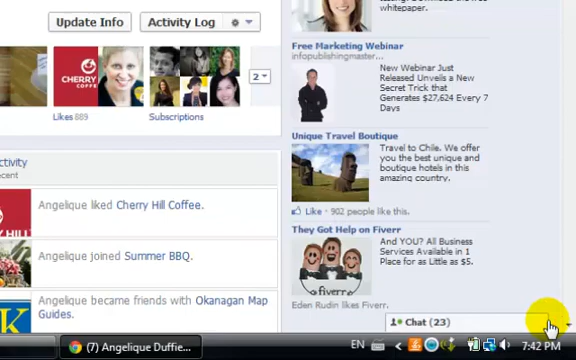 whitepaper.
Update Info
Activity Log
Free Marketing Webinar
infopublishingmaster...
New Webinar Just
Released Unveils a New
Secret Trick that
Generates $27,624 Every 7
Days
CHERRY
COFFEE
2
Likes 889
Subscriptions
Unique Travel Boutique
Travel to Chile. We offer
you the best unique and
boutique hotels in this
amazing country.
Like · 902 people like this.
They Got Help on Fiverr
And YOU? All Business
Services Available in 1
Place for as Little as $5.
fiverr
Eden Rudin likes Fiverr.
ctivity
ecent
Angelique liked Cherry Hill Coffee.
Angelique joined Summer BBQ.
Angelique became friends with Okanagan Map
Guides.
Chat (23)
(7) Angelique Duffie...
EN
7:42 PM